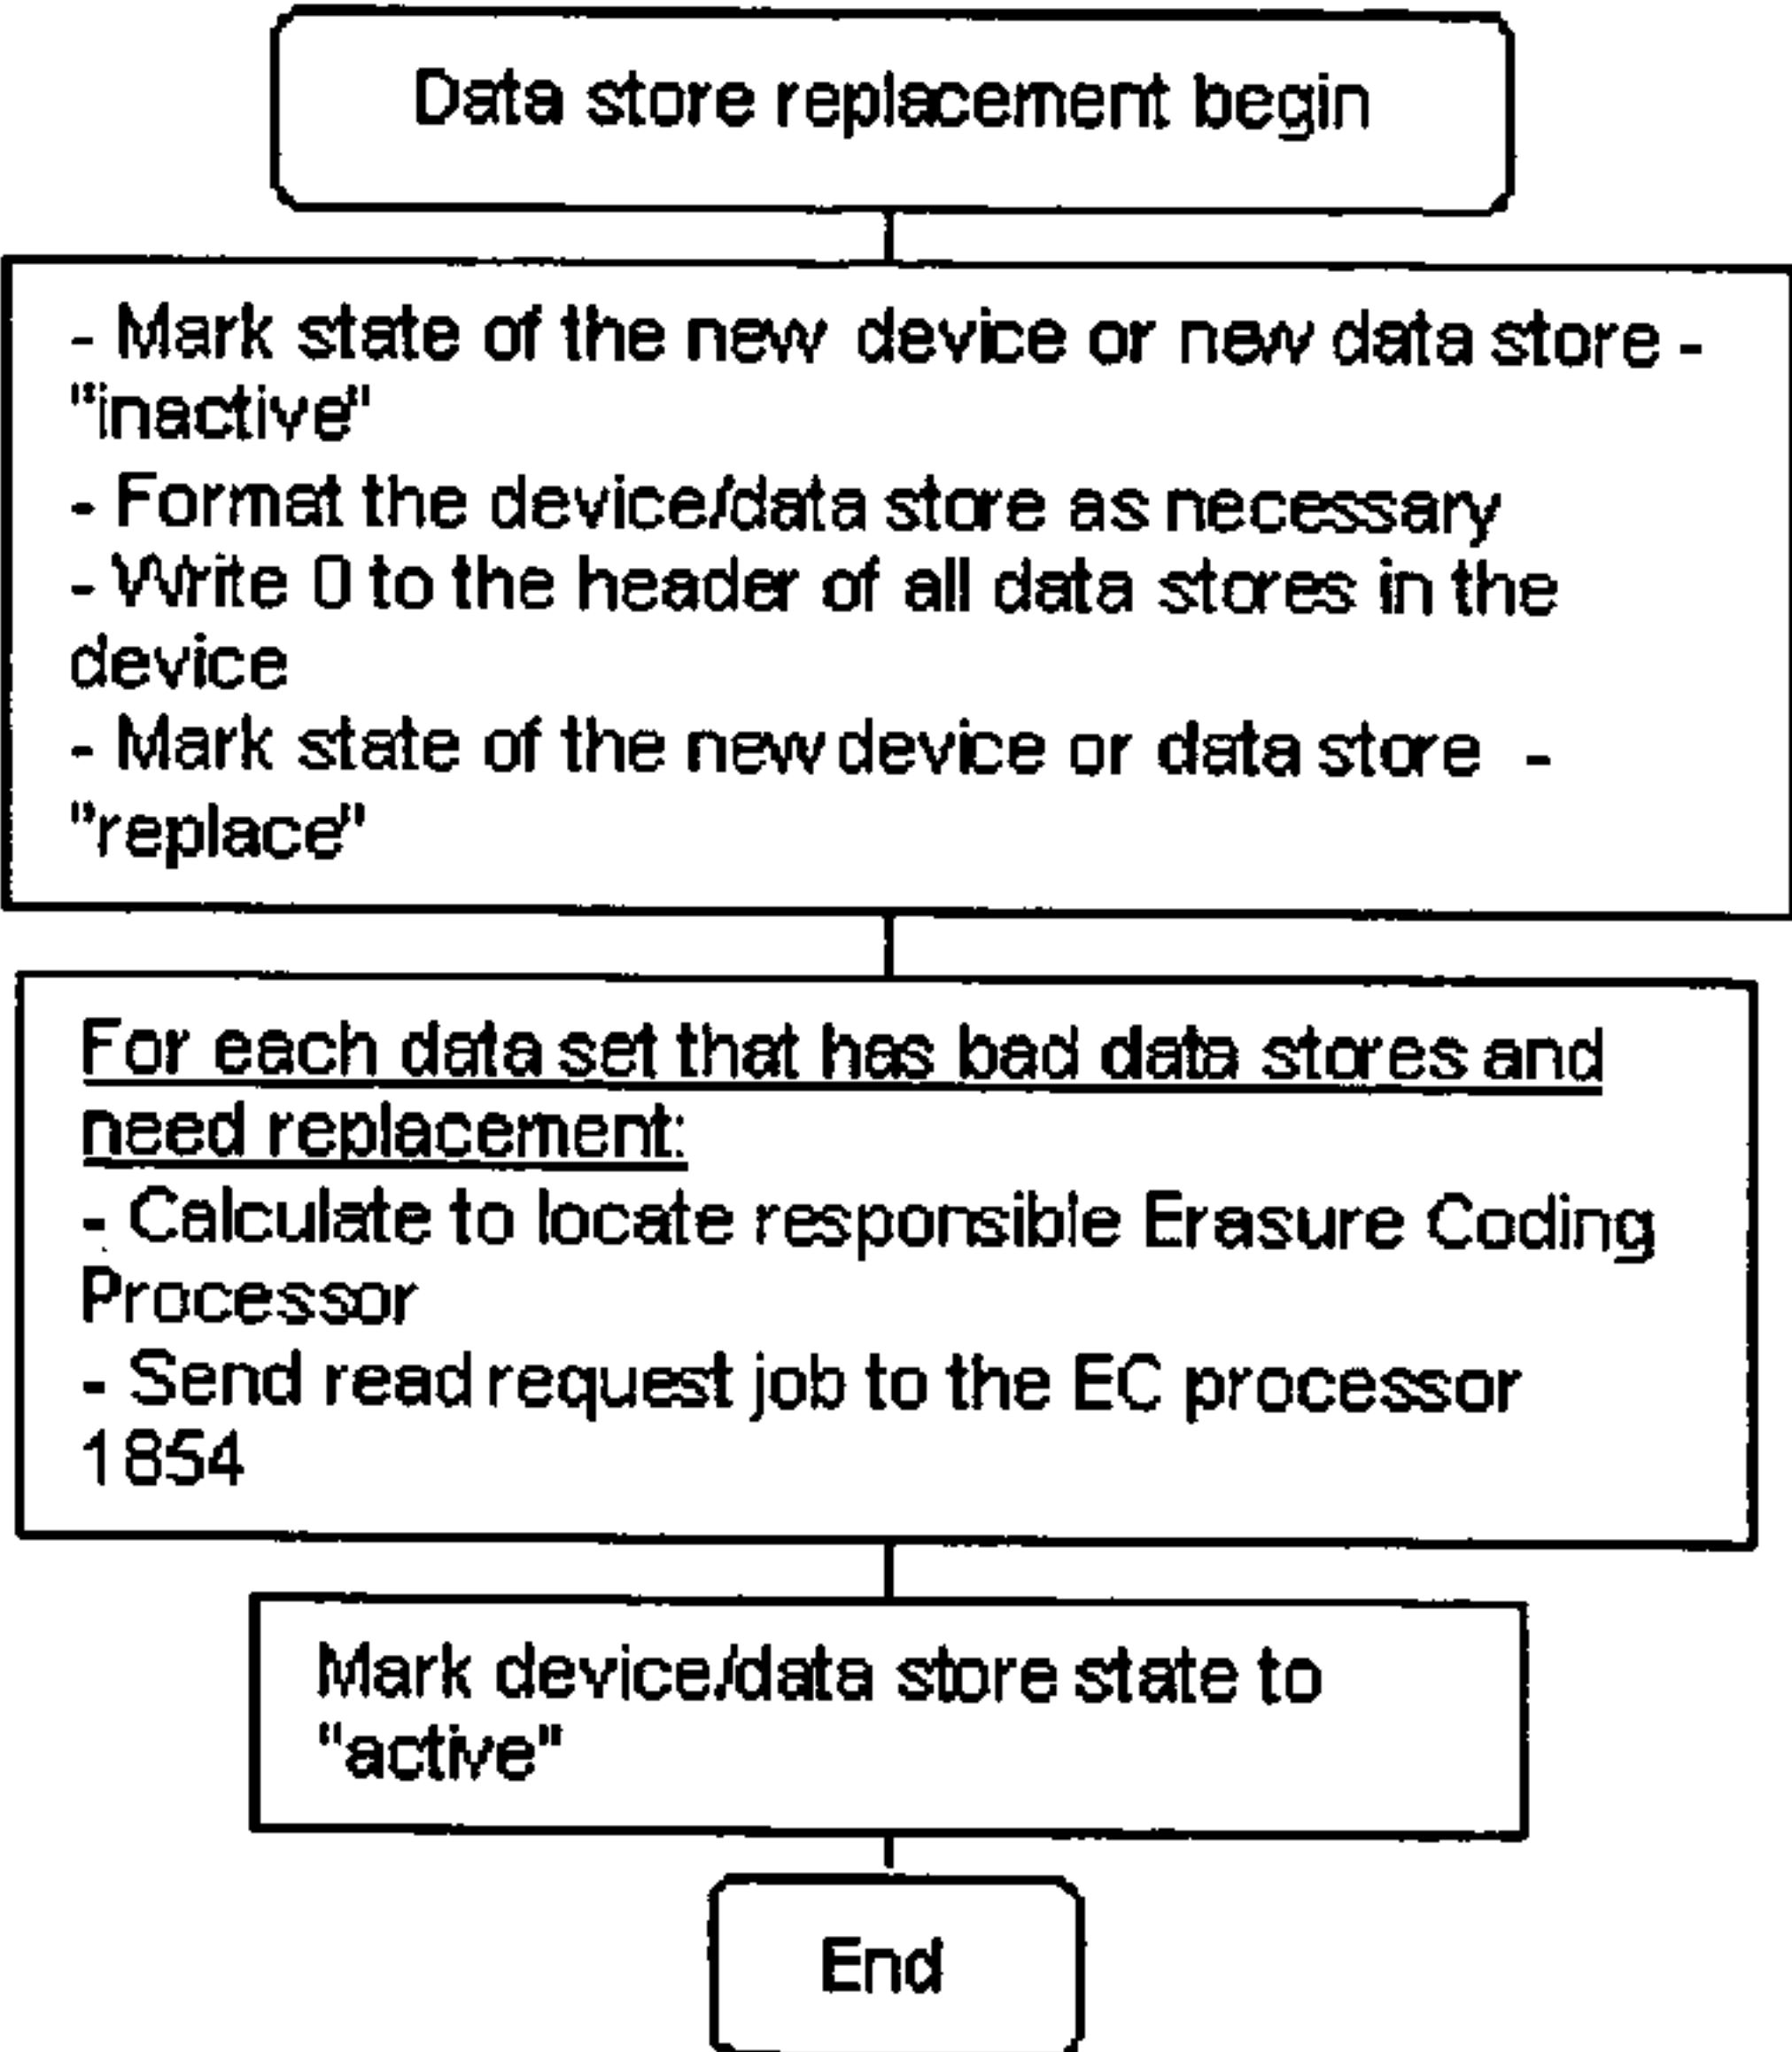 Data store replacement begin
- Mark state of the new device or new data store -
"inactive"
- Format the device/data store as necessary
- Write 0 to the header of all data stores in the
device
- Mark state of the new device or data store -
"replace"
For each data set that has bad data stores and
need replacement:
- Calculate to locate responsible Erasure Coding
Processor
- Send read request job to the EC processor
1854
Mark device/data store state to
"active"
End